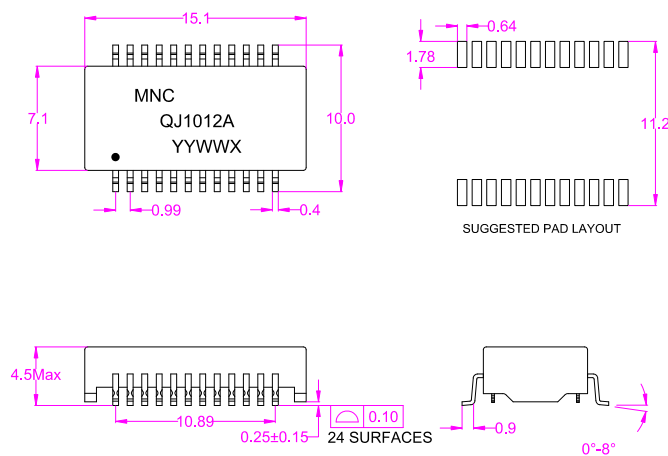 15.1
0.64
1.78
MNC
QJ1012A
YYWWX
7.1
10.0
11.2
0.99
0.4
SUGGESTED PAD LAYOUT
4.5Max
10.89
0.25±0.15
0.10
24 SURFACES
0.9
0°-8°